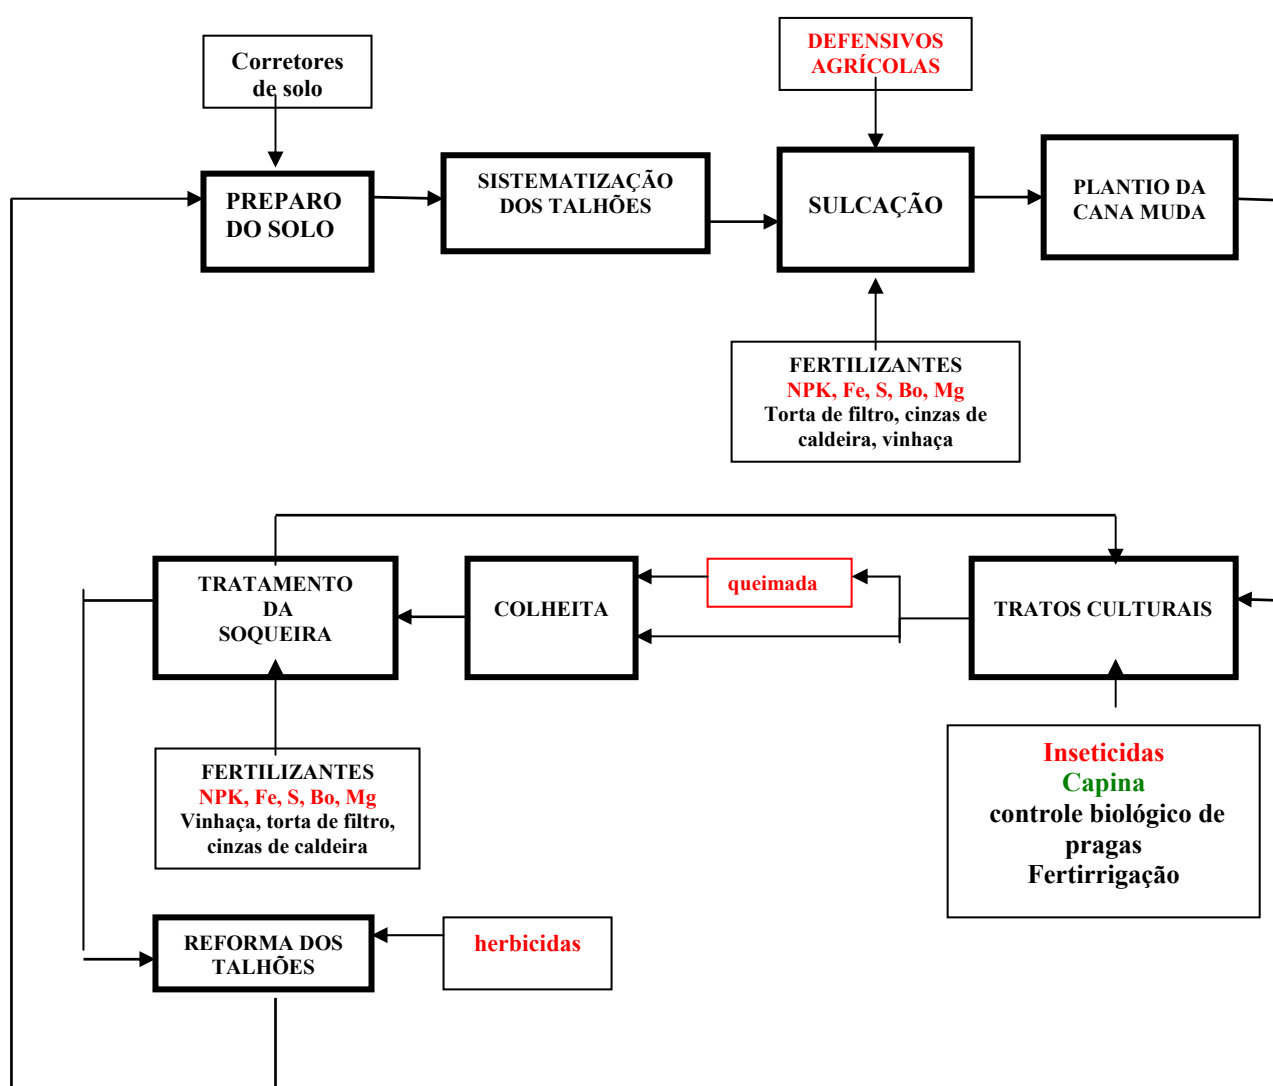 Corretores
de solo
DEFENSIVOS
AGRÍCOLAS
PREPARO
DO SOLO
SISTEMATIZAÇÃO
DOS TALHÕES
SULCAÇÃO
PLANTIO DA
CANA MUDA
FERTILIZANTES
NPK, Fe, S, Bo, Mg
Torta de filtro, cinzas de
caldeira, vinhaça
TRATAMENTO
DA
SOQUEIRA
COLHEITA
queimada
TRATOS CULTURAIS
FERTILIZANTES
NPK, Fe, S, Bo, Mg
Vinhaça, torta de filtro,
cinzas de caldeira
Inseticidas
Capina
controle biológico de
pragas
Fertirrigação
REFORMA DOS
TALHÕES
herbicidas